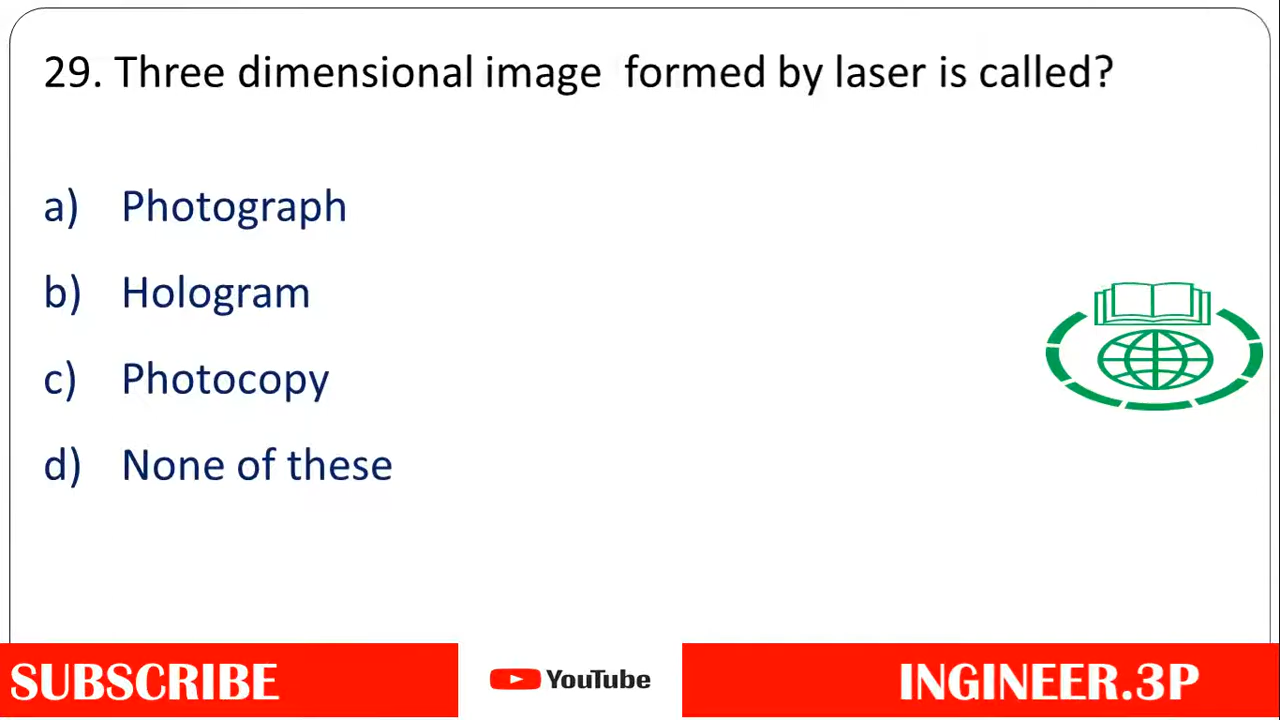 29. Three dimensional image formed by laser is called?
a) Photograph
b) Hologram
c) Photocopy
d) None of these
SUBSCRIBE
YouTube
INGINEER.3P